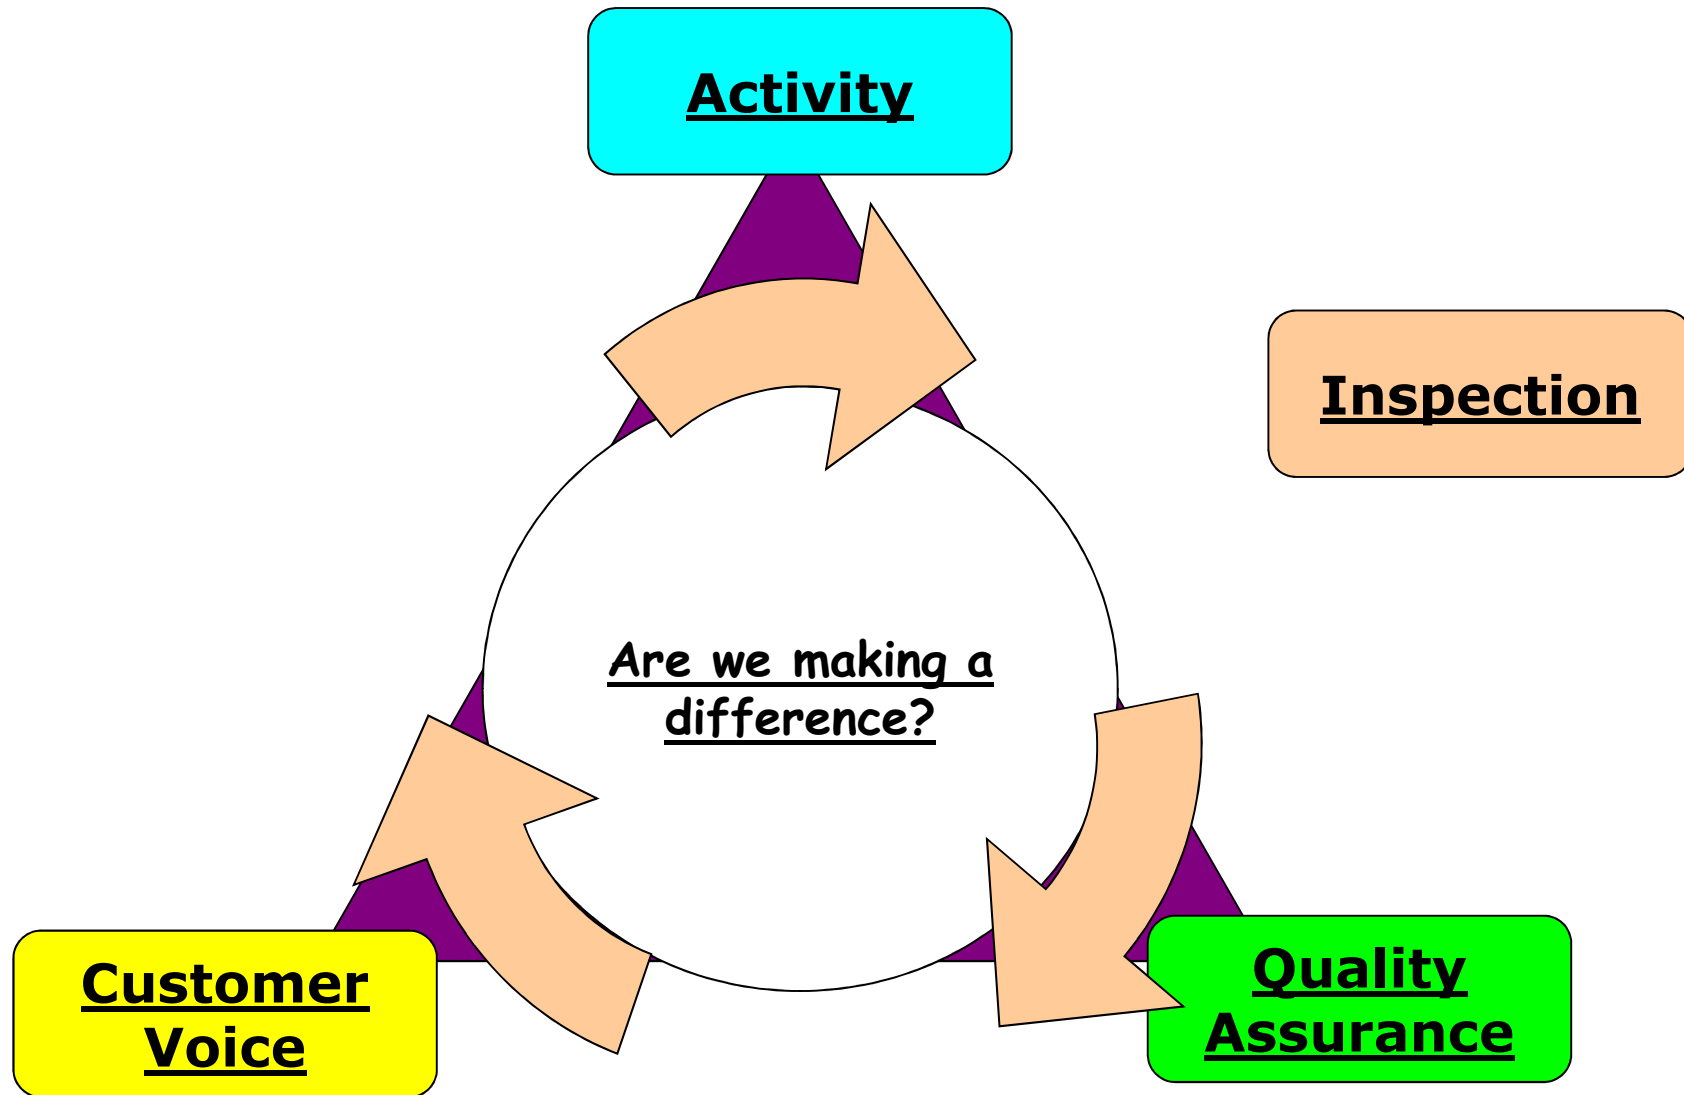 Activity
Inspection
Are we making a
difference?
Customer
Voice
Quality
Assurance